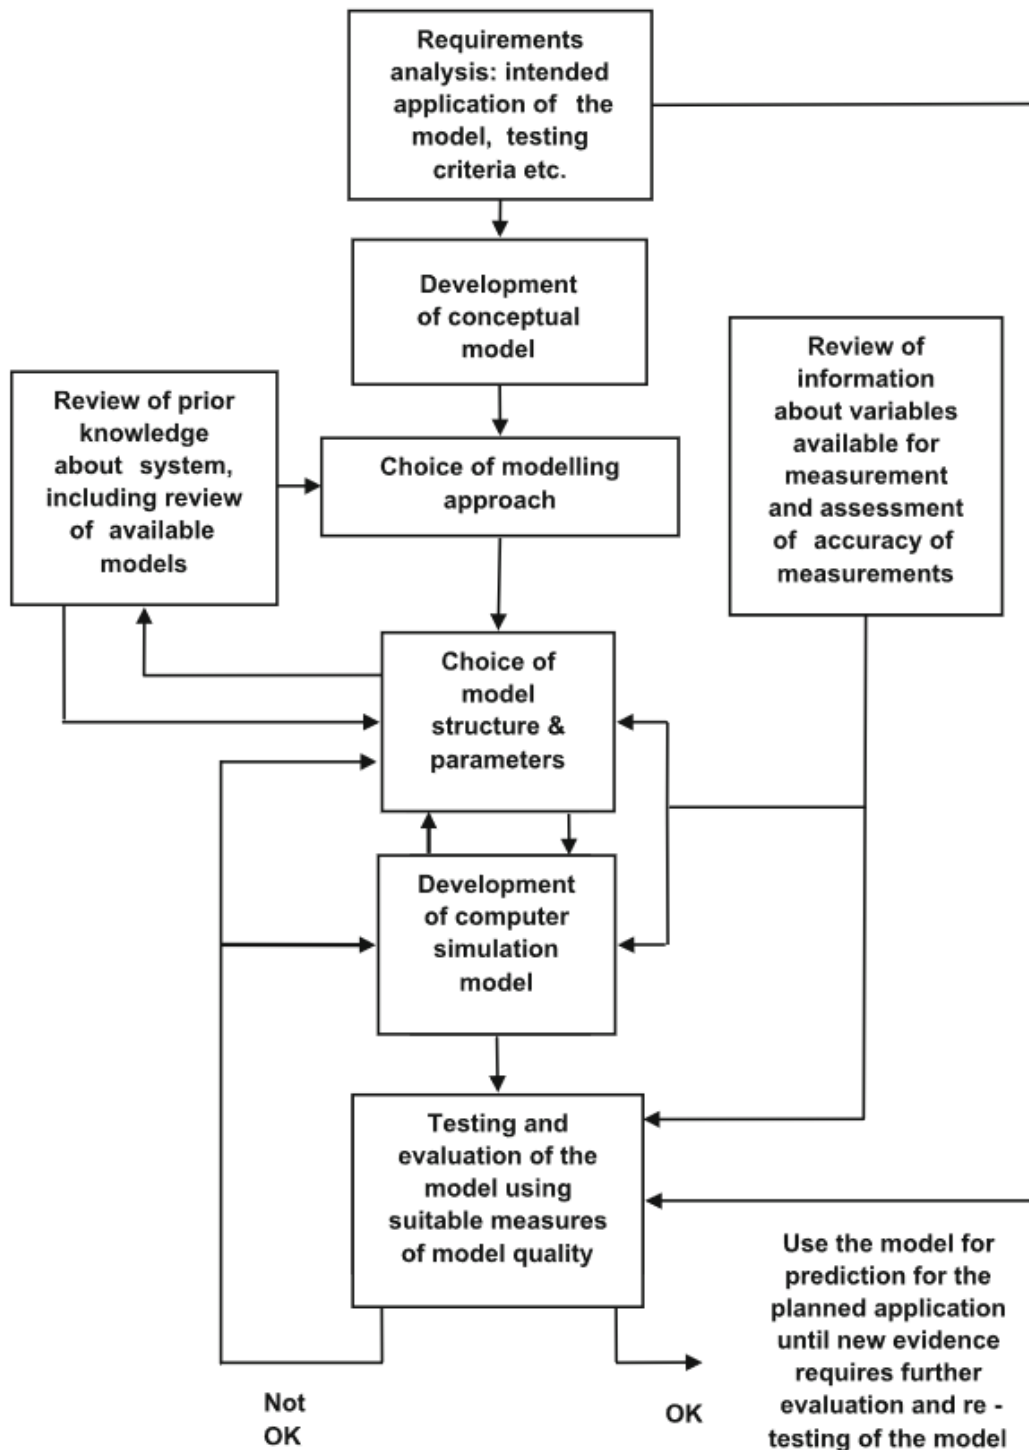 Requirements
analysis: intended
application of the
model, testing
criteria etc.
Development
of conceptual
model
Review of prior
knowledge
about system,
including review
of available
models
Choice of modelling
approach
Review of
information
about variables
available for
measurement
and assessment
of accuracy of
measurements
Choice of
model
structure &
parameters
Development
of computer
simulation
model
Testing and
evaluation of the
model using
suitable measures
of model quality
Not
OK
OK
Use the model for
prediction for the
planned application
until new evidence
requires further
evaluation and re -
testing of the model